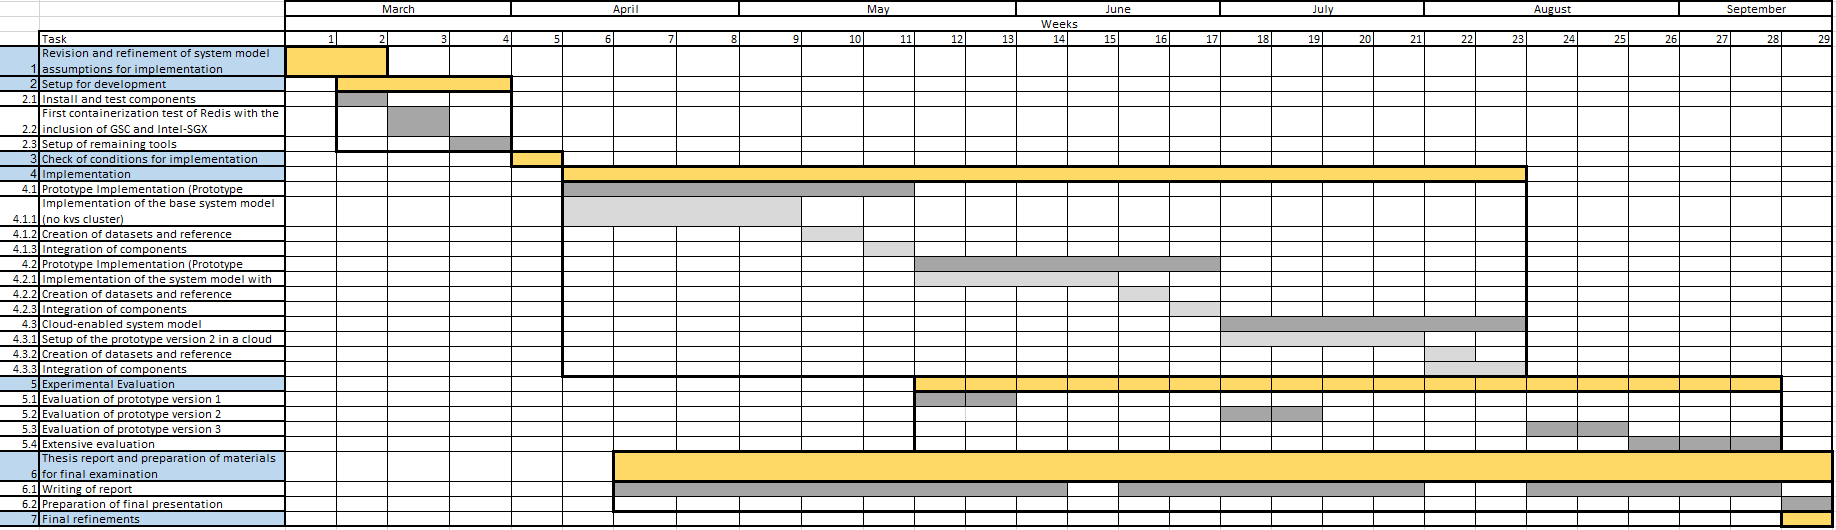 March April May June July August September
Weeks
Task 1 2 3 4 5 6 7 8 9 10 11 12 13 14 15 16 17 18 19 20 21 22 23 24 25 26 27 28 29
Revision and refinement of system model
1 assumptions for implementation
2 Setup for development
2.1 Install and test components
First containerization test of Redis with the
2.2 inclusion of GSC and Intel-SGX
2.3 Setup of remaining tools
3 Check of conditions for implementation
4 Implementation
4.1 Prototype Implementation (Prototype
Implementation of the base system model
4.1.1 (no kvs cluster)
4.1.2 Creation of datasets and reference
4.1.3 Integration of components
4.2 Prototype Implementation (Prototype
4.2.1 Implementation of the system model with
4.2.2 Creation of datasets and reference
4.2.3 Integration of components
4.3 Cloud-enabled system model
4.3.1 Setup of the prototype version 2 in a cloud
4.3.2 Creation of datasets and reference
4.3.3 Integration of components
5 Experimental Evaluation
5.1 Evaluation of prototype version 1
5.2 Evaluation of prototype version 2
5.3 Evaluation of prototype version 3
5.4 Extensive evaluation
Thesis report and preparation of materials
6 for final examination
6.1 Writing of report
6.2 Preparation of final presentation
7 Final refinements